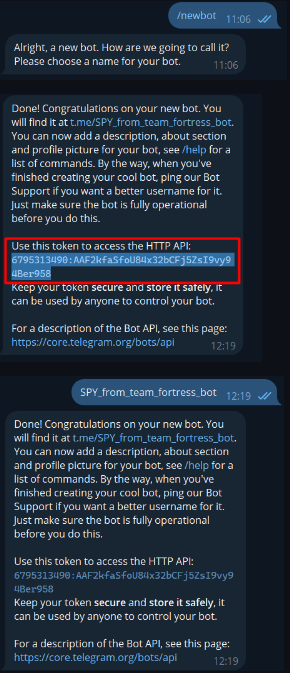 /newbot
11:06
Alright, a new bot. How are we going to call it?
Please choose a name for your bot.
11:06
Done! Congratulations on your new bot. You
will find it at t.me/SPY_from_team_fortress_bot.
You can now add a description, about section
and profile picture for your bot, see /help for a
list of commands. By the way, when you've
finished creating your cool bot, ping our Bot
Support if you want a better username for it.
Just make sure the bot is fully operational
before you do this.
Use this token to access the HTTP API:
6795313490:AAF2kfaSfoU84x32bCFj5ZsI9vy9
4Ber958
Keep your token secure and store it safely, it
can be used by anyone to control your bot.
For a description of the Bot API, see this page:
https://core.telegram.org/bots/api
12:19
SPY_from_team_fortress_bot
12:19
Done! Congratulations on your new bot. You
will find it at t.me/SPY_from_team_fortress_bot.
You can now add a description, about section
and profile picture for your bot, see /help for a
list of commands. By the way, when you've
finished creating your cool bot, ping our Bot
Support if you want a better username for it.
Just make sure the bot is fully operational
before you do this.
Use this token to access the HTTP API:
6795313490:AAF2kfaSfoU84x32bCFj5ZsI9vy9
4Ber958
Keep your token secure and store it safely, it
can be used by anyone to control your bot.
For a description of the Bot API, see this page:
https://core.telegram.org/bots/api
12:19